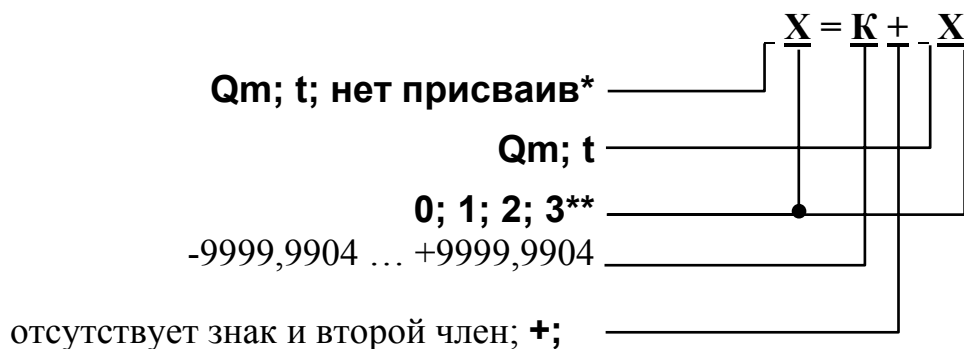 _ X = К + _ X
Qm; t; нет присваив*
Qm; t
0; 1; 2; 3**
-9999,9904 … +9999,9904
отсутствует знак и второй член; +;